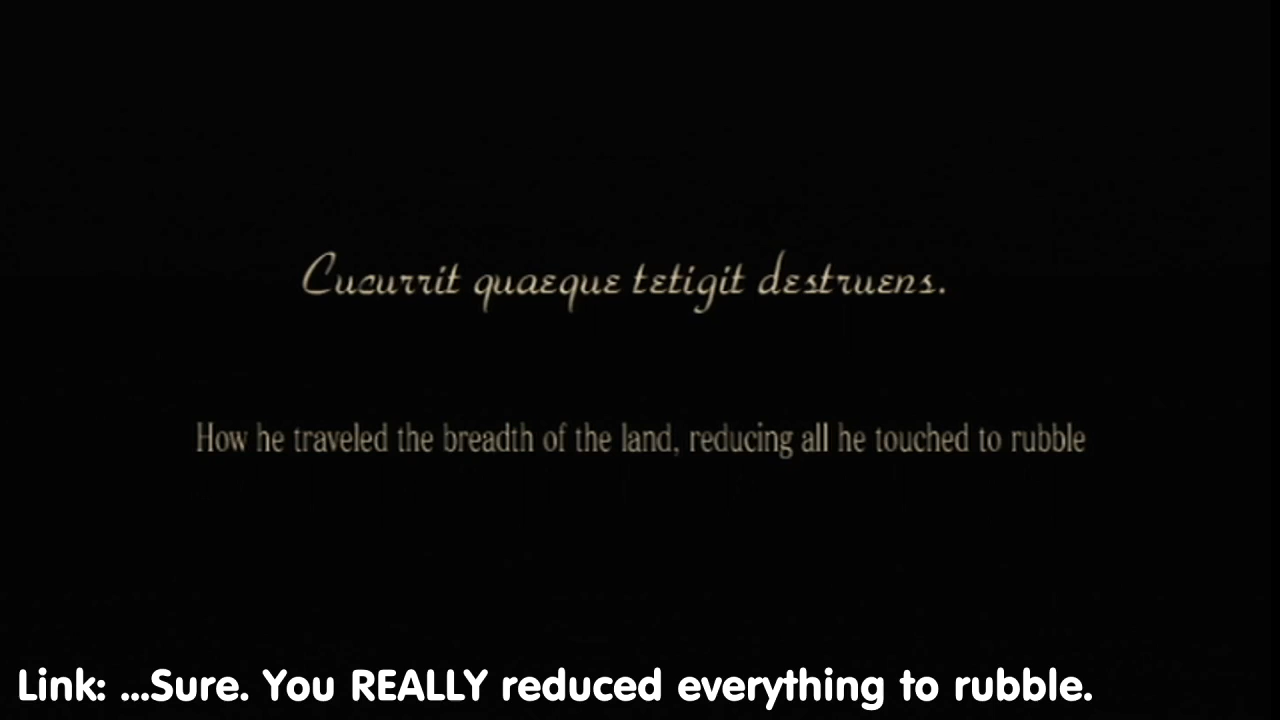 Cucurrit quaeque tetigit destruens.
How he traveled the breadth of the land, reducing all he touched to rubble
Link: ...Sure. You REALLY reduced everything to rubble.